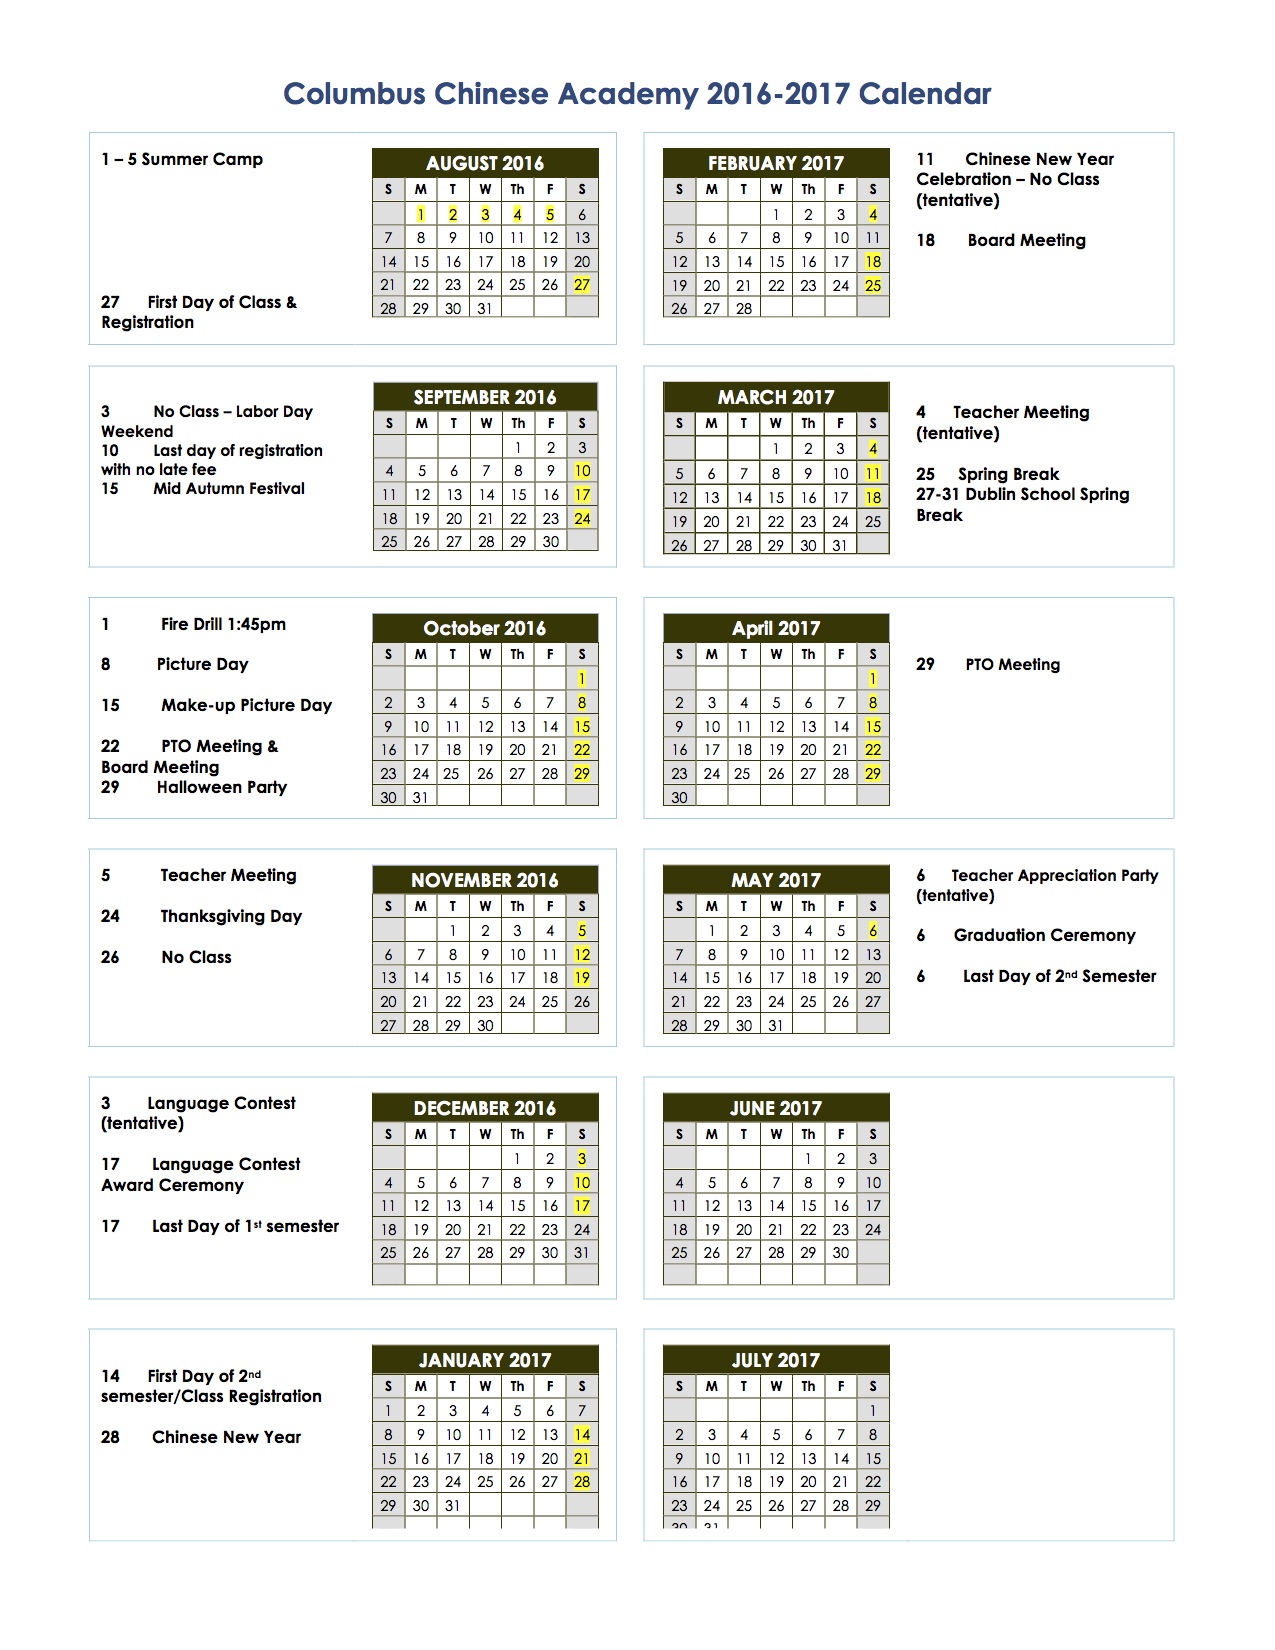 Columbus Chinese Academy 2016-2017 Calendar
1 – 5 Summer Camp
27 First Day of Class &
Registration
AUGUST 2016
S M T W Th F S
1 2 3 4 5 6
7 8 9 10 11 12 13
14 15 16 17 18 19 20
21 22 23 24 25 26 27
28 29 30 31
FEBRUARY 2017
S M T W Th F S
1 2 3 4
5 6 7 8 9 10 11
12 13 14 15 16 17 18
19 20 21 22 23 24 25
26 27 28
11 Chinese New Year
Celebration – No Class
(tentative)
18 Board Meeting
3 No Class – Labor Day
Weekend
10 Last day of registration
with no late fee
15 Mid Autumn Festival
SEPTEMBER 2016
S M T W Th F S
1 2 3
4 5 6 7 8 9 10
11 12 13 14 15 16 17
18 19 20 21 22 23 24
25 26 27 28 29 30
MARCH 2017
S M T W Th F S
1 2 3 4
5 6 7 8 9 10 11
12 13 14 15 16 17 18
19 20 21 22 23 24 25
26 27 28 29 30 31
4 Teacher Meeting
(tentative)
25 Spring Break
27-31 Dublin School Spring
Break
1 Fire Drill 1:45pm
8 Picture Day
15 Make-up Picture Day
22 PTO Meeting &
Board Meeting
29 Halloween Party
October 2016
S M T W Th F S
1
2 3 4 5 6 7 8
9 10 11 12 13 14 15
16 17 18 19 20 21 22
23 24 25 26 27 28 29
30 31
April 2017
S M T W Th F S
1
2 3 4 5 6 7 8
9 10 11 12 13 14 15
16 17 18 19 20 21 22
23 24 25 26 27 28 29
30
29 PTO Meeting
5 Teacher Meeting
24 Thanksgiving Day
26 No Class
NOVEMBER 2016
S M T W Th F S
1 2 3 4 5
6 7 8 9 10 11 12
13 14 15 16 17 18 19
20 21 22 23 24 25 26
27 28 29 30
MAY 2017
S M T W Th F S
1 2 3 4 5 6
7 8 9 10 11 12 13
14 15 16 17 18 19 20
21 22 23 24 25 26 27
28 29 30 31
6 Teacher Appreciation Party
(tentative)
6 Graduation Ceremony
6 Last Day of 2nd Semester
3 Language Contest
(tentative)
17 Language Contest
Award Ceremony
17 Last Day of 1st semester
DECEMBER 2016
S M T W Th F S
1 2 3
4 5 6 7 8 9 10
11 12 13 14 15 16 17
18 19 20 21 22 23 24
25 26 27 28 29 30 31
JUNE 2017
S M T W Th F S
1 2 3
4 5 6 7 8 9 10
11 12 13 14 15 16 17
18 19 20 21 22 23 24
25 26 27 28 29 30
14 First Day of 2nd
semester/Class Registration
28 Chinese New Year
JANUARY 2017
S M T W Th F S
1 2 3 4 5 6 7
8 9 10 11 12 13 14
15 16 17 18 19 20 21
22 23 24 25 26 27 28
29 30 31
JULY 2017
S M T W Th F S
1
2 3 4 5 6 7 8
9 10 11 12 13 14 15
16 17 18 19 20 21 22
23 24 25 26 27 28 29
30 31